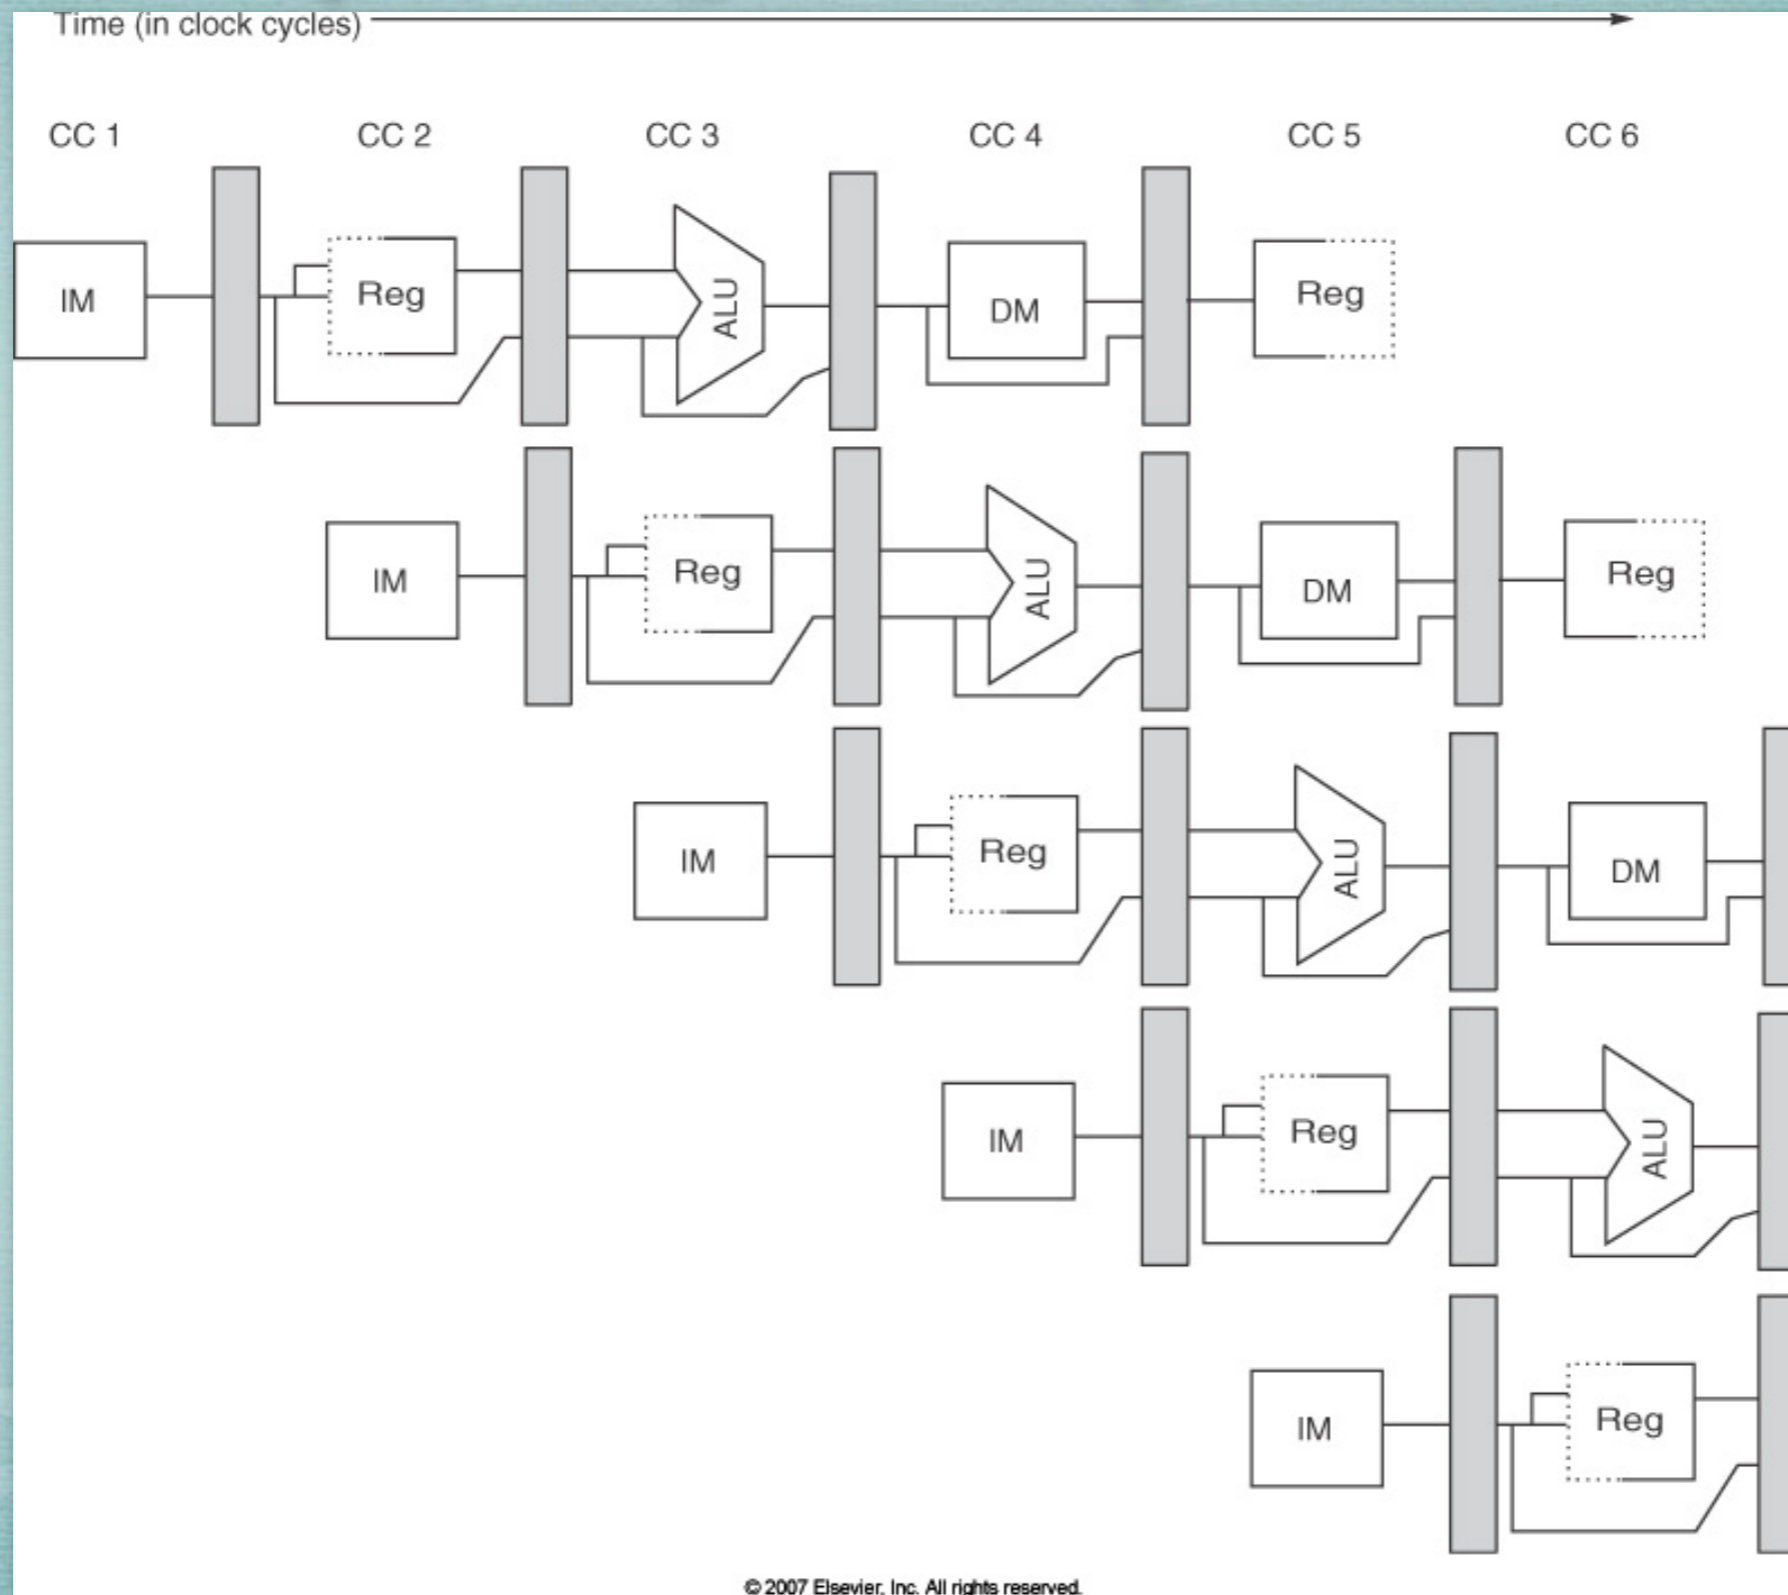 Time (in clock cycles)
CC 1 CC 2 CC 3 CC 4 CC 5 CC 6
IM Reg ALU DM Reg
IM Reg ALU DM Reg
IM Reg ALU DM
IM Reg ALU
IM Reg
© 2007 Elsevier, Inc. All rights reserved.